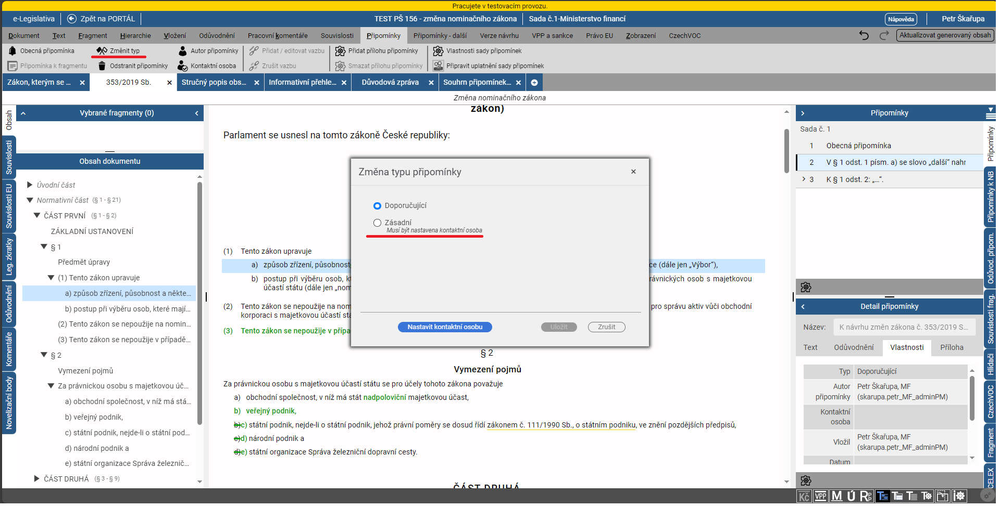 Pracujete v testovacím provozu.
e-Legislativa
Zpět na PORTÁL
TEST PŠ 156 - změna nominačního zákona
Sada č.1-Ministerstvo financí
Nápověda
Petr Škařupa
Dokument Text Fragment Hierarchie Vložení Odůvodnění Pracovní komentáře Souvislosti Připomínky Připomínky - další Verze návrhu VPP a sankce Právo EU Zobrazení CzechVOC
Aktualizovat generovaný obsah
Obecná připomínka Změnit typ Autor připomínky Přidat / editovat vazbu Přidat přílohu připomínky Vlastnosti sady připomínek
Připomínka k fragmentu Odstranit připomínky Kontaktní osoba Zrušit vazbu Smazat přílohu připomínky Připravit uplatnění sady připomínek
Zákon, kterým se ... 353/2019 Sb. Stručný popis obs... Informativní přehle... Důvodová zpráva Souhrn připomínek...
Změna nominačního zákona
Obsah
Souvislosti
Souvislosti EU
Leg. zkratky
Odůvodnění
Komentáře
Novelizační body
Vybrané fragmenty (0)
Obsah dokumentu
Úvodní část
Normativní část (§ 1 - § 21)
ČÁST PRVNÍ (§ 1 - § 2)
ZÁKLADNÍ USTANOVENÍ
§ 1
Předmět úpravy
(1) Tento zákon upravuje
a) způsob zřízení, působnost a někte...
b) postup při výběru osob, které mají...
(2) Tento zákon se nepoužije na nomin...
(3) Tento zákon se nepoužije v případě...
§ 2
Vymezení pojmů
Za právnickou osobu s majetkovou úč...
a) obchodní společnost, v níž má stá...
b) veřejný podnik,
c) státní podnik, nejde-li o státní pod...
d) národní podnik a
e) státní organizace Správa železnič...
ČÁST DRUHÁ (§ 3 - § 9)
zákon)
Parlament se usnesl na tomto zákoně České republiky:
(1) Tento zákon upravuje
a) způsob zřízení, působnost
ce (dále jen „Výbor“),
b) postup při výběru osob, kt
rávnických osob s majetkovou
účastí státu (dále jen „nom
(2) Tento zákon se nepoužije na nom
pro správu aktiv vůči obchodní
korporaci s majetkovou účastí stá
(3) Tento zákon se nepoužije v přípa
§ 2
Vymezení pojmů
Za právnickou osobu s majetkovou účastí státu se pro účely tohoto zákona považuje
a) obchodní společnost, v níž má stát nadpoloviční majetkovou účast,
b) veřejný podnik,
b)c) státní podnik, nejde-li o státní podnik, jehož právní poměry se dosud řídí zákonem č. 111/1990 Sb., o státním podniku, ve znění pozdějších předpisů,
c)d) národní podnik a
d)e) státní organizace Správa železniční dopravní cesty.
ČÁST DRUHÁ
Změna typu připomínky
Doporučující
Zásadní
Musí být nastavena kontaktní osoba
Nastavit kontaktní osobu
Uložit
Zrušit
Připomínky
Sada č. 1
1 Obecná připomínka
2 V § 1 odst. 1 písm. a) se slovo „další“ nahr
3 K § 1 odst. 2: „...“.
Detail připomínky
Název: K návrhu změn zákona č. 353/2019 S...
Text Odůvodnění Vlastnosti Příloha
Typ Doporučující
Autor připomínky Petr Škařupa, MF (skarupa.petr_MF_adminPM)
Kontaktní osoba
Vložil Petr Škařupa, MF (skarupa.petr_MF_adminPM)
Datum
Připomínky
Připomínky k NB
Odůvod. připom.
Souvislosti frag.
Hlídači
CzechVOC
Fragment
CELEX
Kč VPP M Ú R